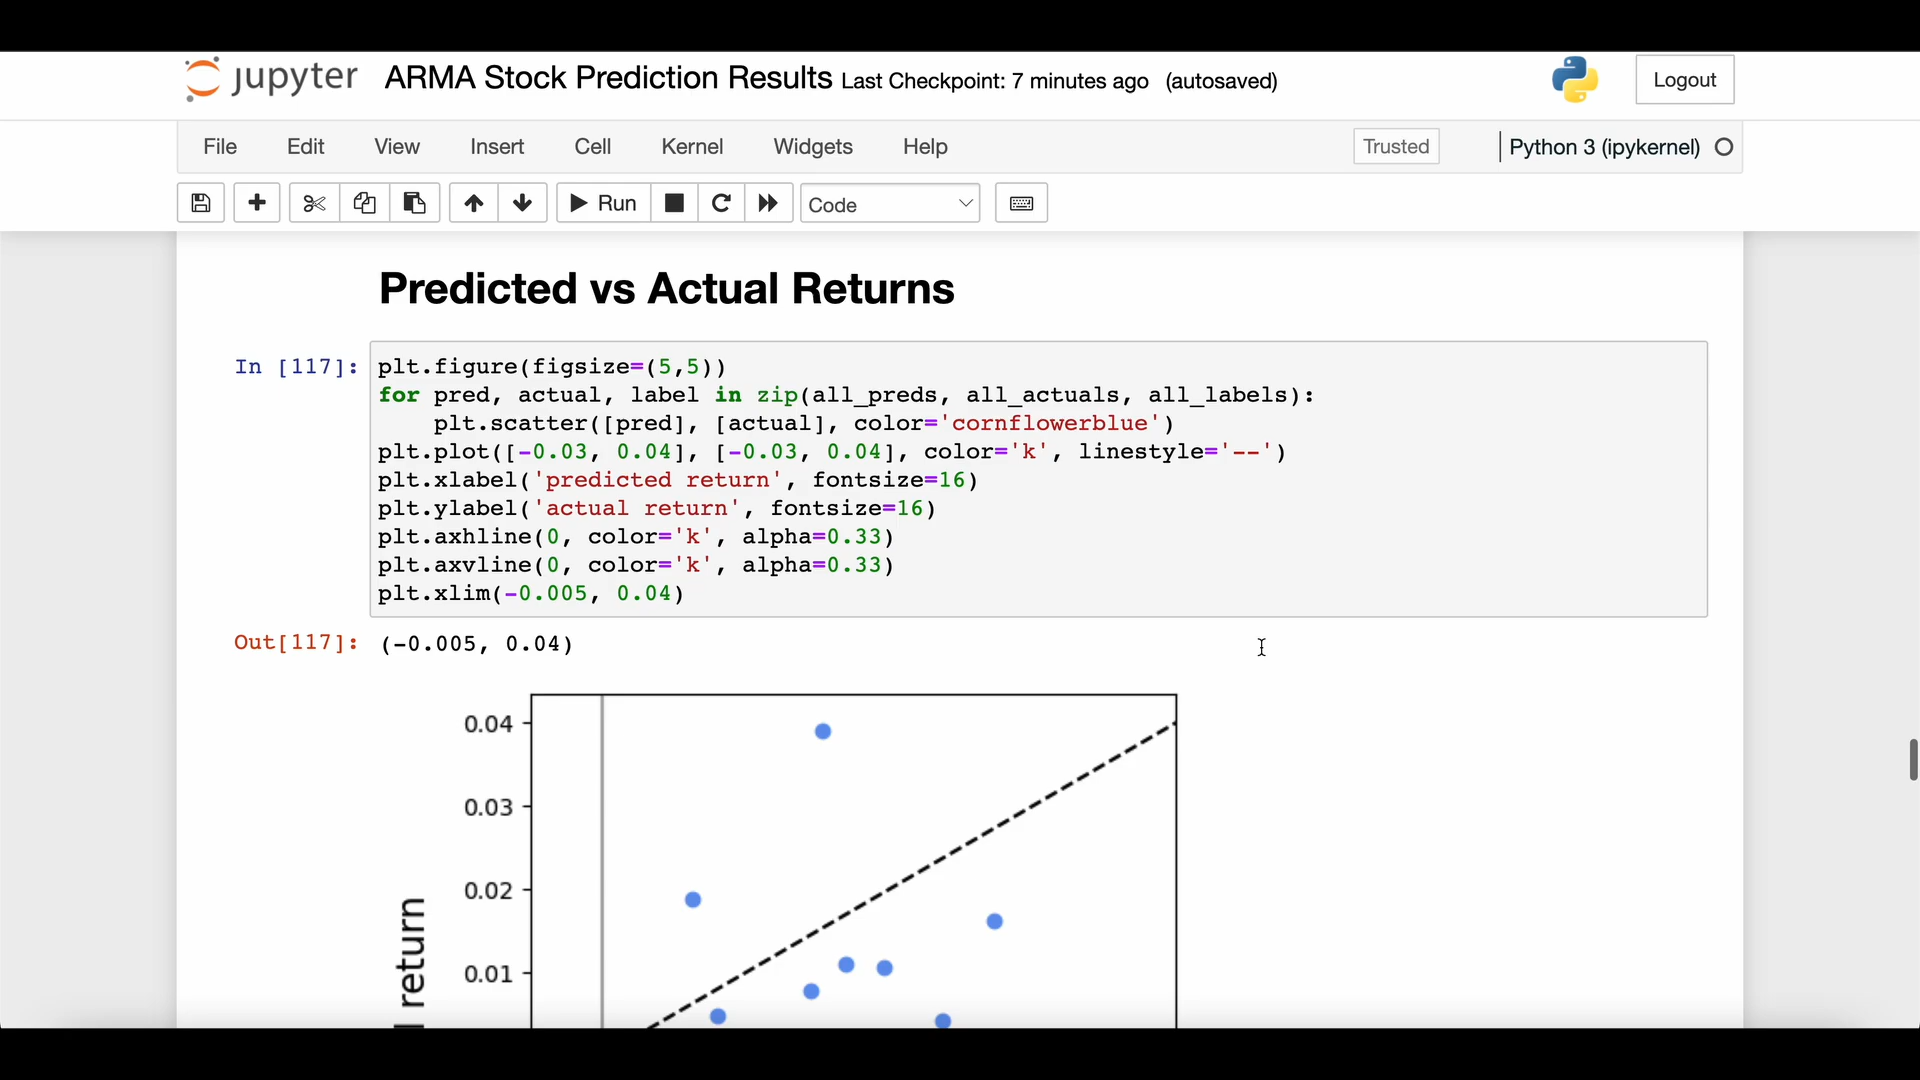 jupyter ARMA Stock Prediction Results Last Checkpoint: 7 minutes ago (autosaved) Logout
File Edit View Insert Cell Kernel Widgets Help Trusted Python 3 (ipykernel)
Run Code
Predicted vs Actual Returns
In [117]: plt.figure(figsize=(5,5))
for pred, actual, label in zip(all_preds, all_actuals, all_labels):
    plt.scatter([pred], [actual], color='cornflowerblue')
plt.plot([-0.03, 0.04], [-0.03, 0.04], color='k', linestyle='--')
plt.xlabel('predicted return', fontsize=16)
plt.ylabel('actual return', fontsize=16)
plt.axhline(0, color='k', alpha=0.33)
plt.axvline(0, color='k', alpha=0.33)
plt.xlim(-0.005, 0.04)
Out[117]: (-0.005, 0.04)
0.04
0.03
0.02
0.01
return